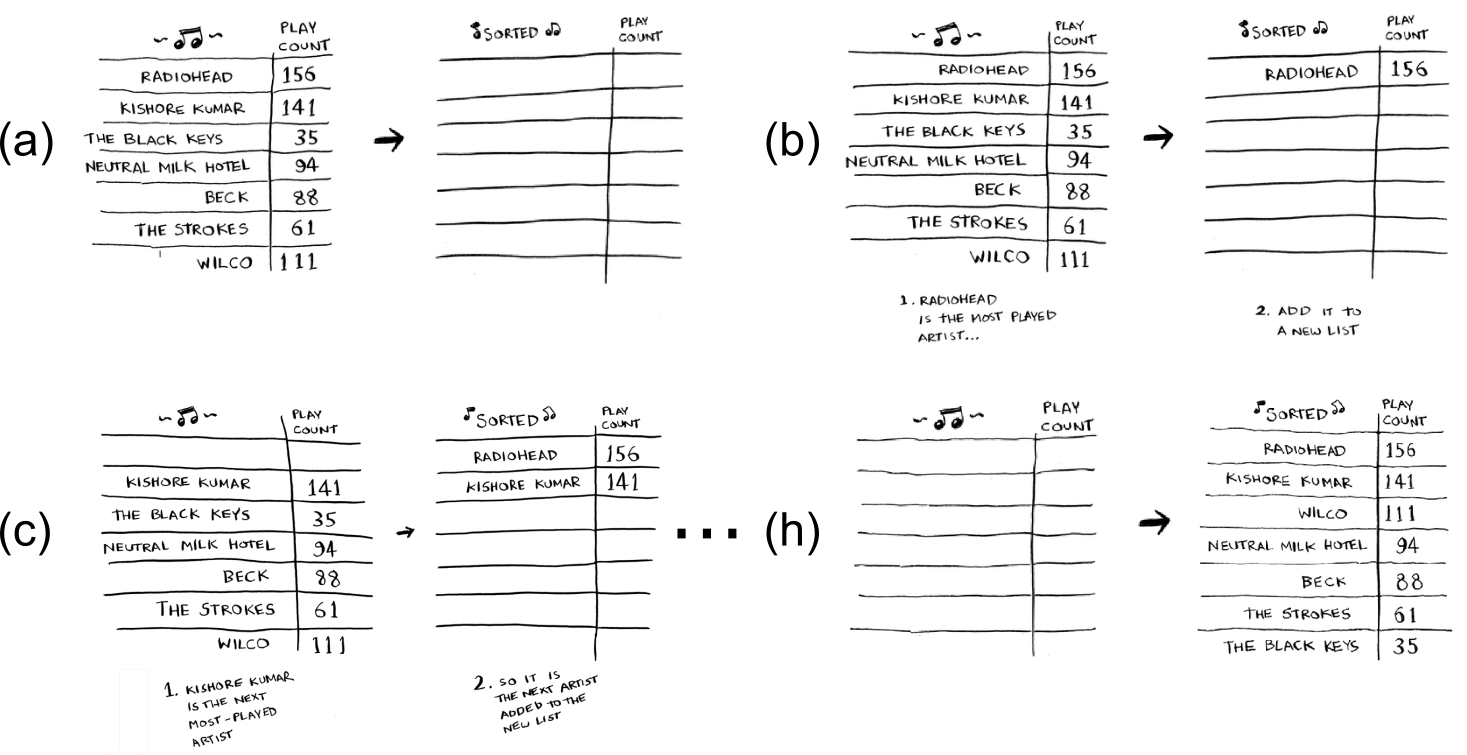 (a)
PLAY COUNT
RADIOHEAD 156
KISHORE KUMAR 141
THE BLACK KEYS 35
NEUTRAL MILK HOTEL 94
BECK 88
THE STROKES 61
WILCO 111
SORTED PLAY COUNT
(b)
PLAY COUNT
RADIOHEAD 156
KISHORE KUMAR 141
THE BLACK KEYS 35
NEUTRAL MILK HOTEL 94
BECK 88
THE STROKES 61
WILCO 111
1. RADIOHEAD
IS THE MOST PLAYED
ARTIST...
SORTED PLAY COUNT
RADIOHEAD 156
2. ADD IT TO
A NEW LIST
(c)
PLAY COUNT
KISHORE KUMAR 141
THE BLACK KEYS 35
NEUTRAL MILK HOTEL 94
BECK 88
THE STROKES 61
WILCO 111
1. KISHORE KUMAR
IS THE NEXT
MOST-PLAYED
ARTIST
SORTED PLAY COUNT
RADIOHEAD 156
KISHORE KUMAR 141
2. SO IT IS
THE NEXT ARTIST
ADDED TO THE
NEW LIST
...
(h)
PLAY COUNT
SORTED PLAY COUNT
RADIOHEAD 156
KISHORE KUMAR 141
WILCO 111
NEUTRAL MILK HOTEL 94
BECK 88
THE STROKES 61
THE BLACK KEYS 35